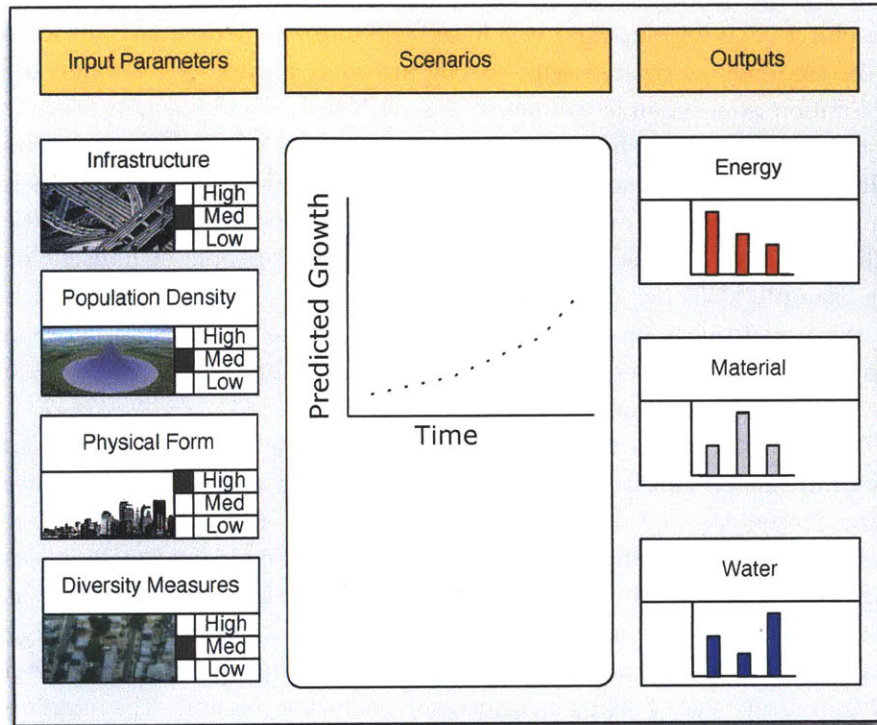 Input Parameters
Scenarios
Outputs
Infrastructure
High
Med
Low
Population Density
High
Med
Low
Physical Form
High
Med
Low
Diversity Measures
High
Med
Low
Predicted Growth
Time
Energy
Material
Water